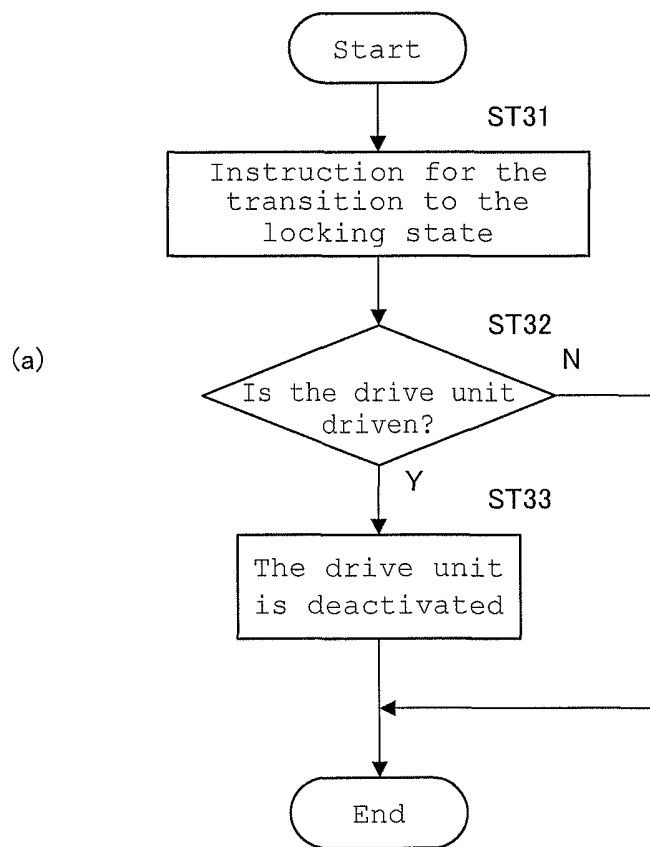 Start
ST31
Instruction for the
transition to the
locking state
ST32
(a)
N
Is the drive unit
driven?
Y
ST33
The drive unit
is deactivated
End